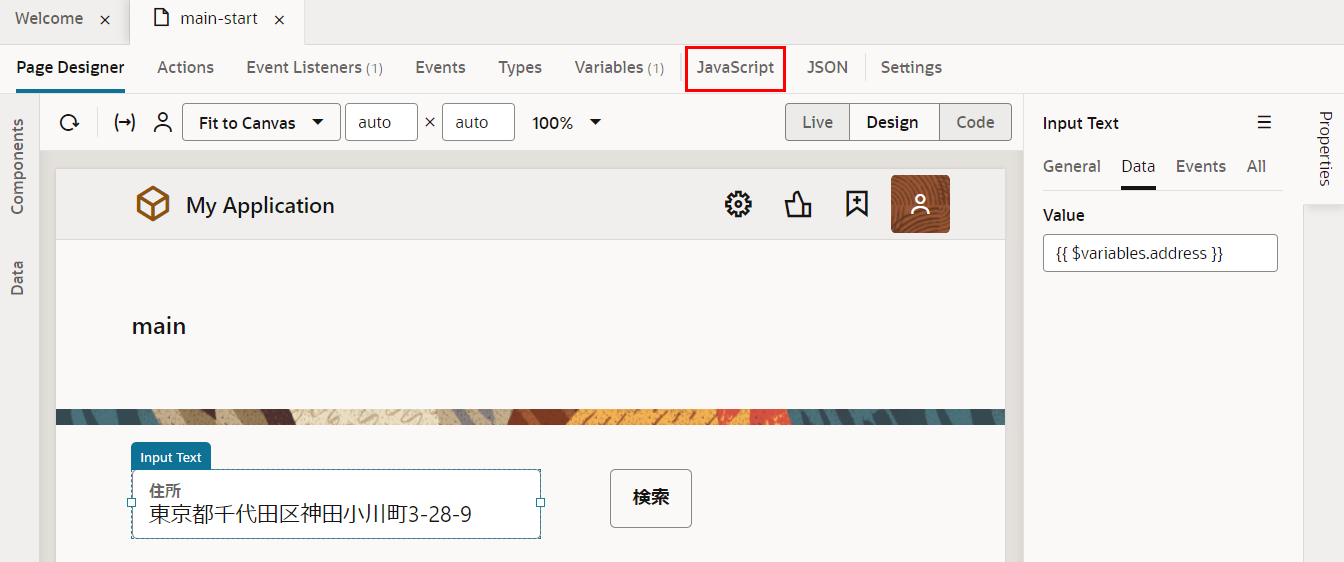 Welcome × main-start ×
Page Designer Actions Event Listeners (1) Events Types Variables (1) JavaScript JSON Settings
Components
Data
Fit to Canvas auto × auto 100% Live Design Code
My Application
main
Input Text
住所
東京都千代田区神田小川町3-28-9
検索
Input Text
General Data Events All
Value
{{ $variables.address }}
Properties